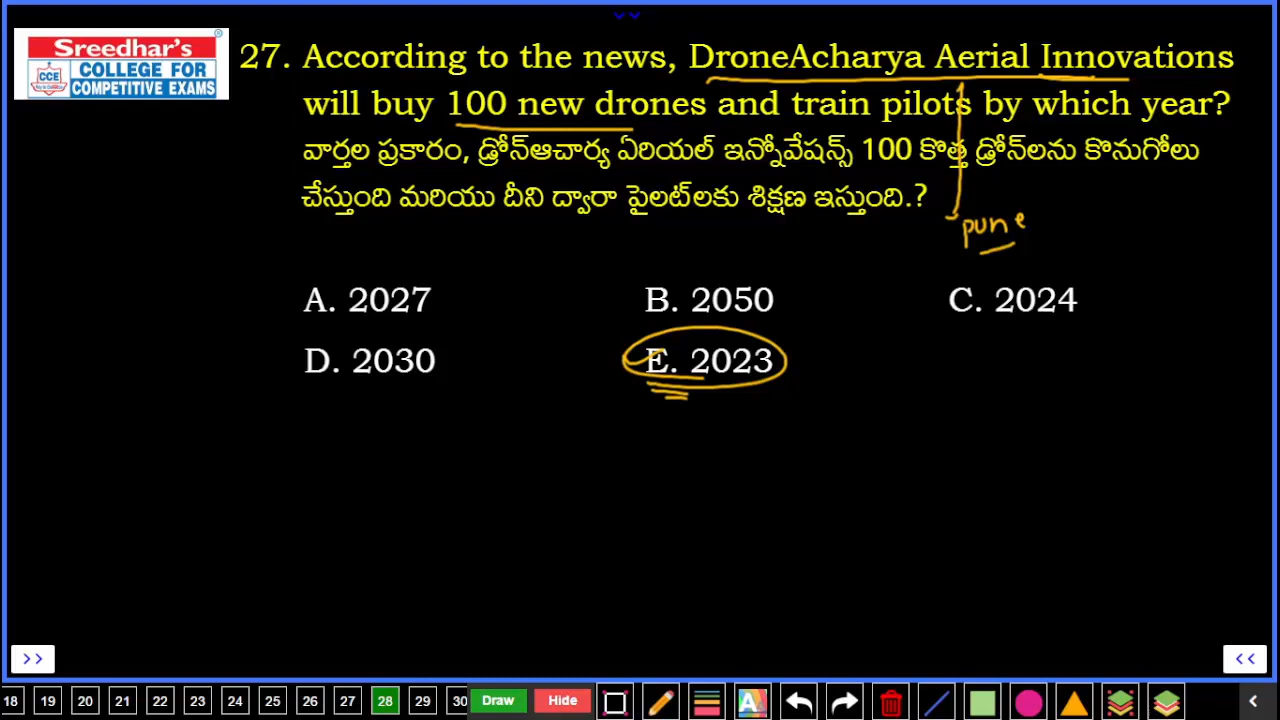 Sreedhar's
CCE
COLLEGE FOR
COMPETITIVE EXAMS
®
27. According to the news, DroneAcharya Aerial Innovations
will buy 100 new drones and train pilots by which year?
వార్తల ప్రకారం, డ్రోన్ఆచార్య ఏరియల్ ఇన్నోవేషన్స్ 100 కొత్త డ్రోన్‌లను కొనుగోలు
చేస్తుంది మరియు దీని ద్వారా పైలట్‌లకు శిక్షణ ఇస్తుంది.?
pune
A. 2027 B. 2050 C. 2024
D. 2030 E. 2023
>> <<
18 19 20 21 22 23 24 25 26 27 28 29 30 Draw Hide A